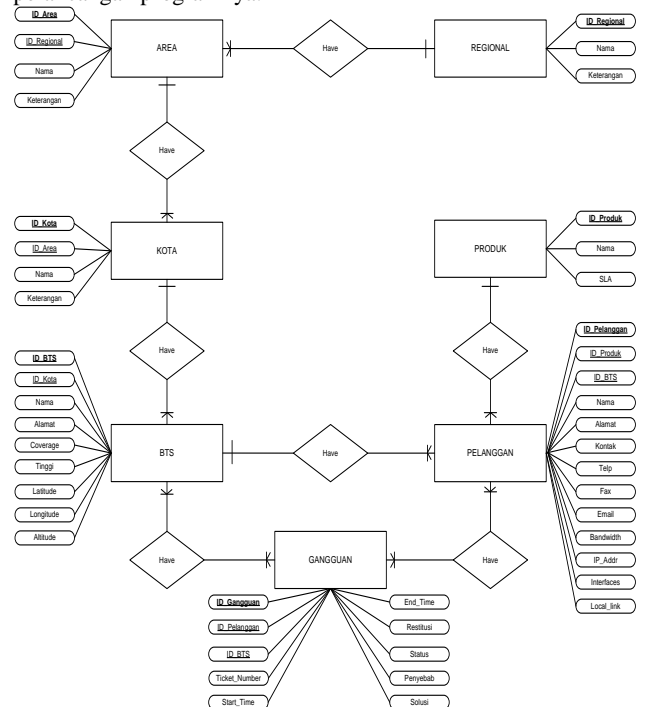 perancangan programnya.
ID_Area
ID_Regional
Nama
Keterangan
AREA
Have
REGIONAL
ID_Regional
Nama
Keterangan
Have
ID_Kota
ID_Area
Nama
Keterangan
KOTA
PRODUK
ID_Produk
Nama
SLA
Have
Have
ID_BTS
ID_Kota
Nama
Alamat
Coverage
Tinggi
Latitude
Longitude
Altitude
BTS
Have
PELANGGAN
ID_Pelanggan
ID_Produk
ID_BTS
Nama
Alamat
Kontak
Telp
Fax
Email
Bandwidth
IP_Addr
Interfaces
Local_link
Have
GANGGUAN
Have
ID_Gangguan
ID_Pelanggan
ID_BTS
Ticket_Number
Start_Time
End_Time
Restitusi
Status
Penyebab
Solusi